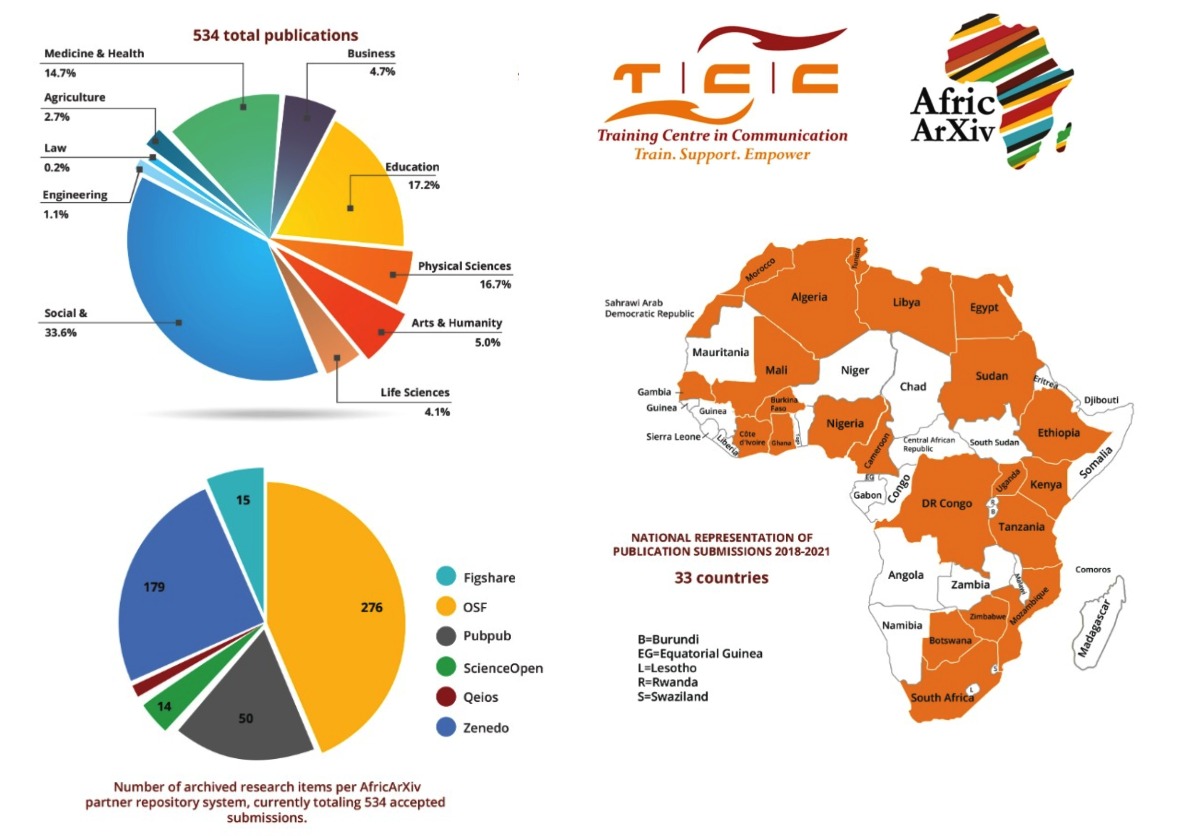 534 total publications
Medicine & Health
14.7%
Business
4.7%
Agriculture
2.7%
Law
0.2%
Engineering
1.1%
Education
17.2%
Physical Sciences
16.7%
Arts & Humanity
5.0%
Social &
33.6%
Life Sciences
4.1%
T|C|C
Training Centre in Communication
Train. Support. Empower
Afric
ArXiv
15
179
276
14
50
Figshare
OSF
Pubpub
ScienceOpen
Qeios
Zenedo
Number of archived research items per AfricArXiv
partner repository system, currently totaling 534 accepted
submissions.
Morocco
Tunisia
Algeria
Libya
Egypt
Sahrawi Arab
Democratic Republic
Mauritania
Mali
Niger
Chad
Sudan
Eritrea
Djibouti
Gambia
Guinea
Guinea
Burkina
Faso
Nigeria
Sierra Leone
Liberia
Côte
d'Ivoire
Ghana
Togo
Cameroon
Central African
Republic
South Sudan
Ethiopia
Somalia
EG
Gabon
Congo
DR Congo
Uganda
Kenya
R
B
Tanzania
NATIONAL REPRESENTATION OF
PUBLICATION SUBMISSIONS 2018-2021
33 countries
Angola
Zambia
Malawi
Comoros
Mozambique
Madagascar
Namibia
Zimbabwe
Botswana
S
L
South Africa
B=Burundi
EG=Equatorial Guinea
L=Lesotho
R=Rwanda
S=Swaziland